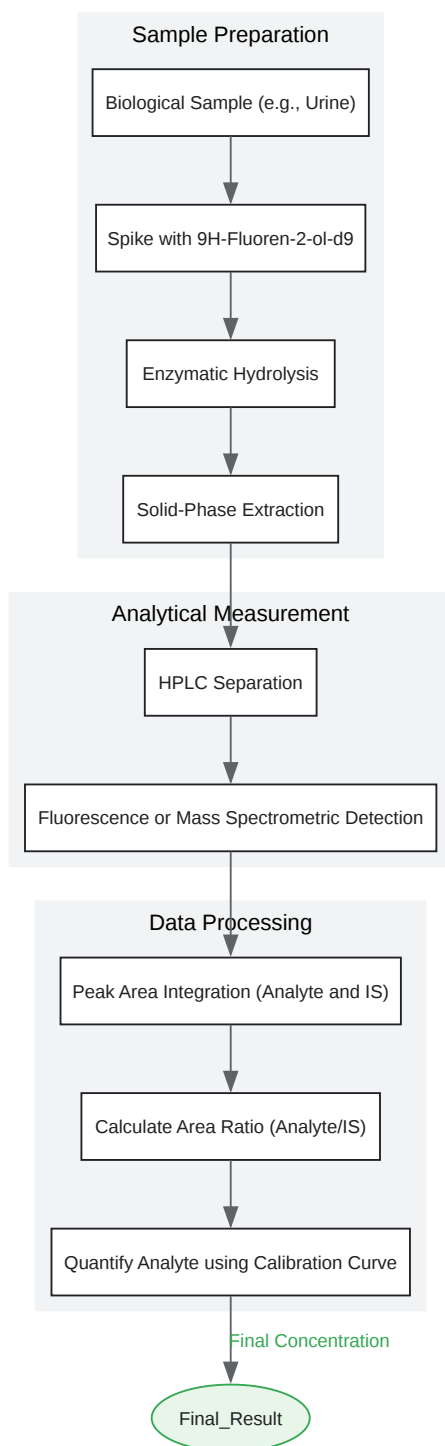 Sample Preparation
Biological Sample (e.g., Urine)
Spike with 9H-Fluoren-2-ol-d9
Enzymatic Hydrolysis
Solid-Phase Extraction
Analytical Measurement
HPLC Separation
Fluorescence or Mass Spectrometric Detection
Data Processing
Peak Area Integration (Analyte and IS)
Calculate Area Ratio (Analyte/IS)
Quantify Analyte using Calibration Curve
Final Concentration
Final_Result